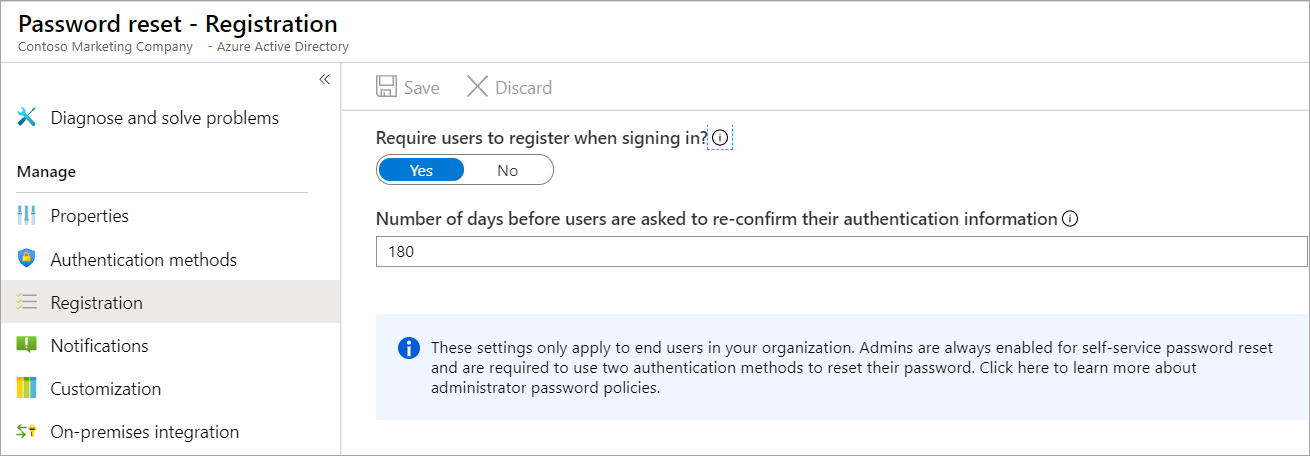 Password reset - Registration
Contoso Marketing Company - Azure Active Directory
«
Diagnose and solve problems
Manage
Properties
Authentication methods
Registration
Notifications
Customization
On-premises integration
Save Discard
Require users to register when signing in?
Yes No
Number of days before users are asked to re-confirm their authentication information
180
These settings only apply to end users in your organization. Admins are always enabled for self-service password reset
and are required to use two authentication methods to reset their password. Click here to learn more about
administrator password policies.